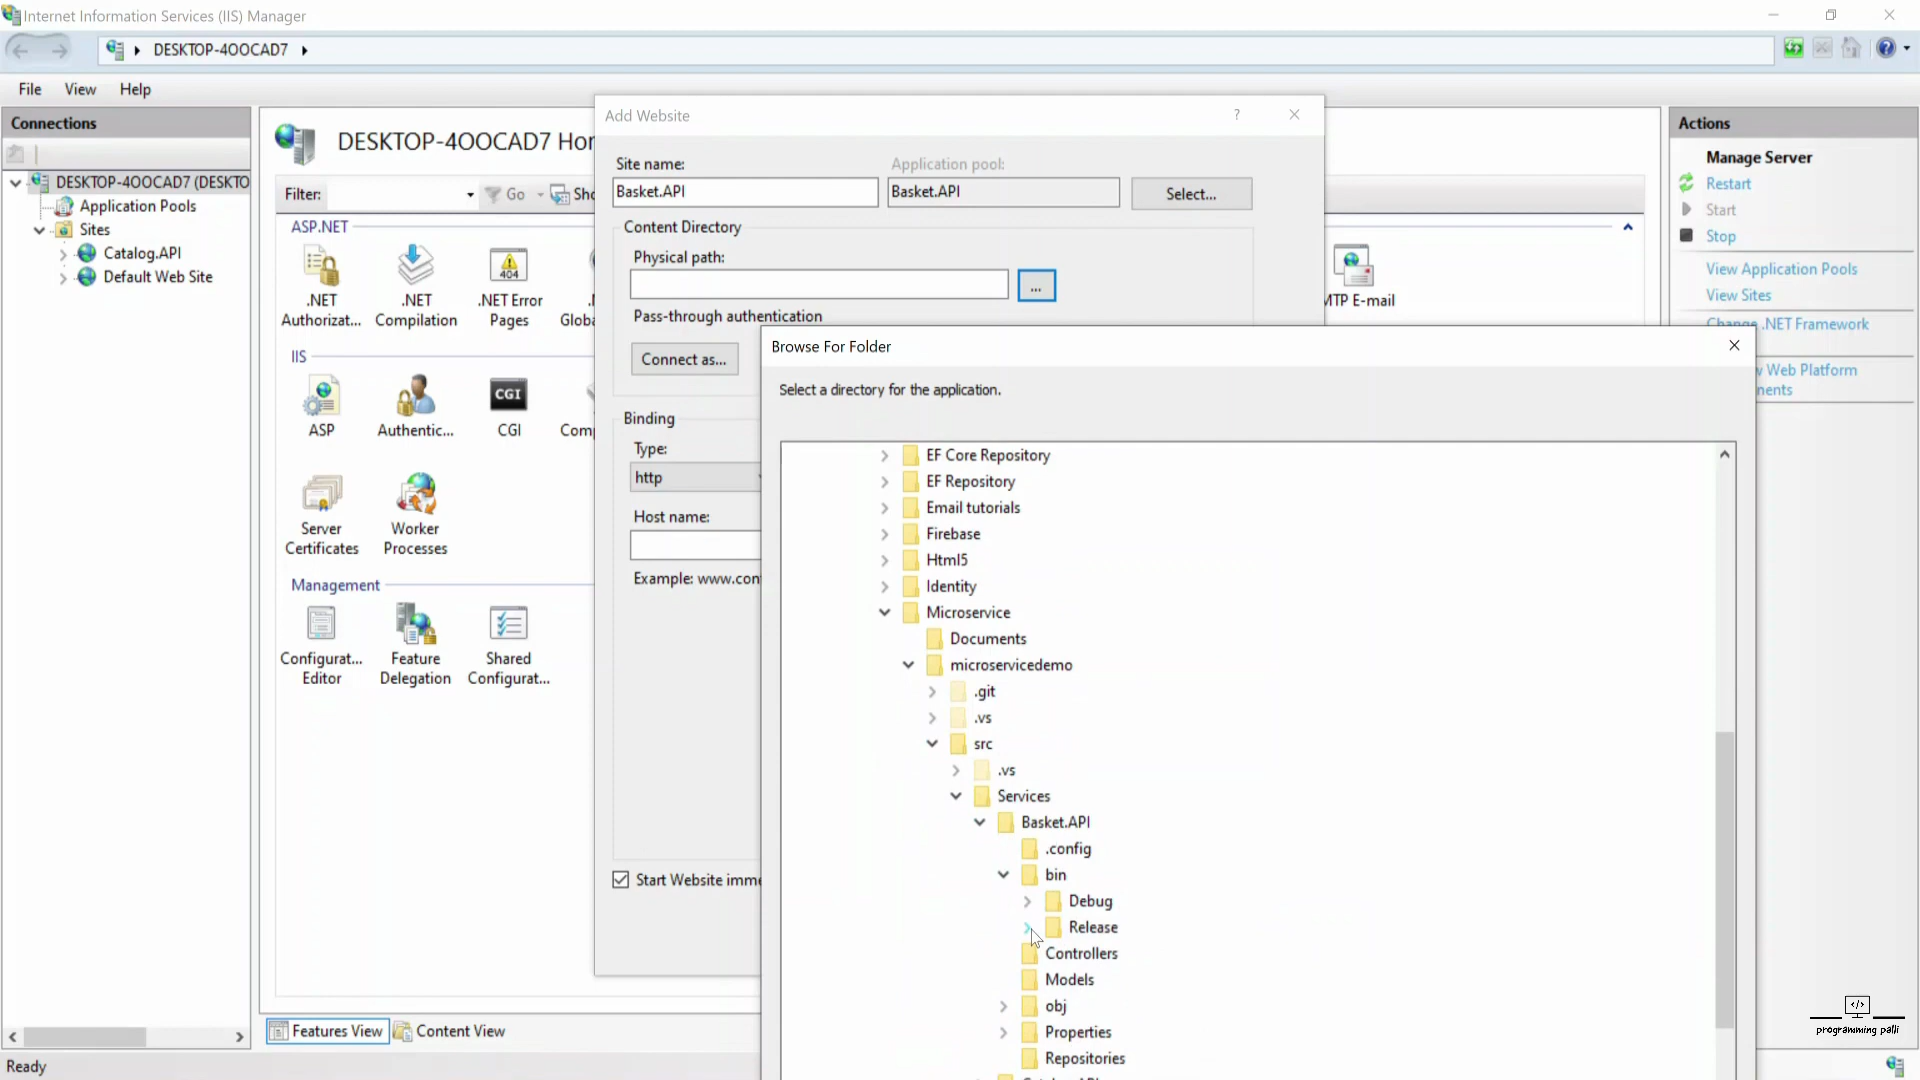 Internet Information Services (IIS) Manager
DESKTOP-4OOCAD7
File View Help
Connections
DESKTOP-4OOCAD7 (DESKTO
Application Pools
Sites
Catalog.API
Default Web Site
DESKTOP-4OOCAD7 Hor
Filter:
Go
Sho
ASP.NET
.NET Authorizat...
.NET Compilation
.NET Error Pages
Globa
MTP E-mail
IIS
ASP
Authentic...
CGI
Comp
Server Certificates
Worker Processes
Management
Configurat... Editor
Feature Delegation
Shared Configurat...
Features View
Content View
Ready
Add Website
?
Site name:
Application pool:
Basket.API
Basket.API
Select...
Content Directory
Physical path:
...
Pass-through authentication
Connect as...
Binding
Type:
http
Host name:
Example: www.con
Start Website imme
Browse For Folder
Select a directory for the application.
EF Core Repository
EF Repository
Email tutorials
Firebase
Html5
Identity
Microservice
Documents
microservicedemo
.git
.vs
src
.vs
Services
Basket.API
.config
bin
Debug
Release
Controllers
Models
obj
Properties
Repositories
Actions
Manage Server
Restart
Start
Stop
View Application Pools
View Sites
Change .NET Framework
w Web Platform
nents
404
CGI
</>
programming palli